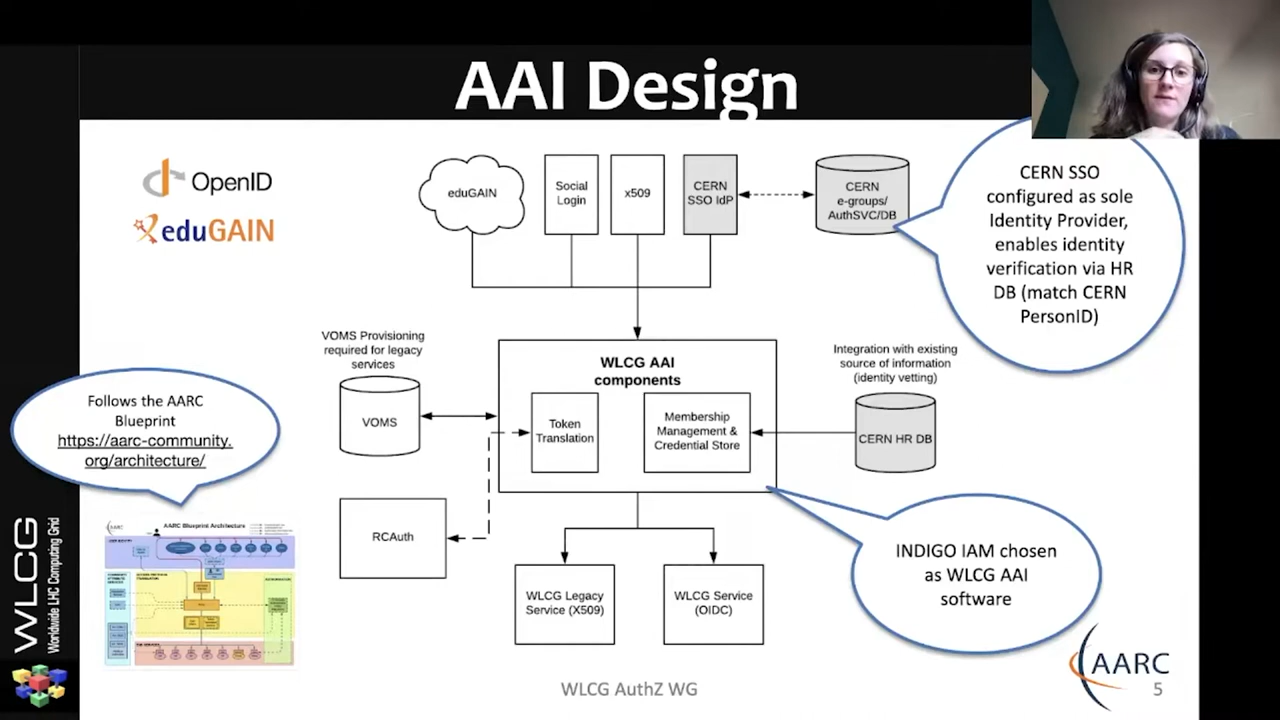 AAI Design
OpenID
eduGAIN
eduGAIN
Social
Login
x509
CERN
SSO IdP
CERN
e-groups/
AuthSVC/DB
CERN SSO
configured as sole
Identity Provider,
enables identity
verification via HR
DB (match CERN
PersonID)
VOMS Provisioning
required for legacy
services
VOMS
WLCG AAI
components
Token
Translation
Membership
Management &
Credential Store
Integration with existing
source of information
(identity vetting)
CERN HR DB
Follows the AARC
Blueprint
https://aarc-community.
org/architecture/
AARC Blueprint Architecture
RCAuth
WLCG Legacy
Service (X509)
WLCG Service
(OIDC)
INDIGO IAM chosen
as WLCG AAI
software
WLCG
Worldwide LHC Computing Grid
WLCG AuthZ WG
AARC
5